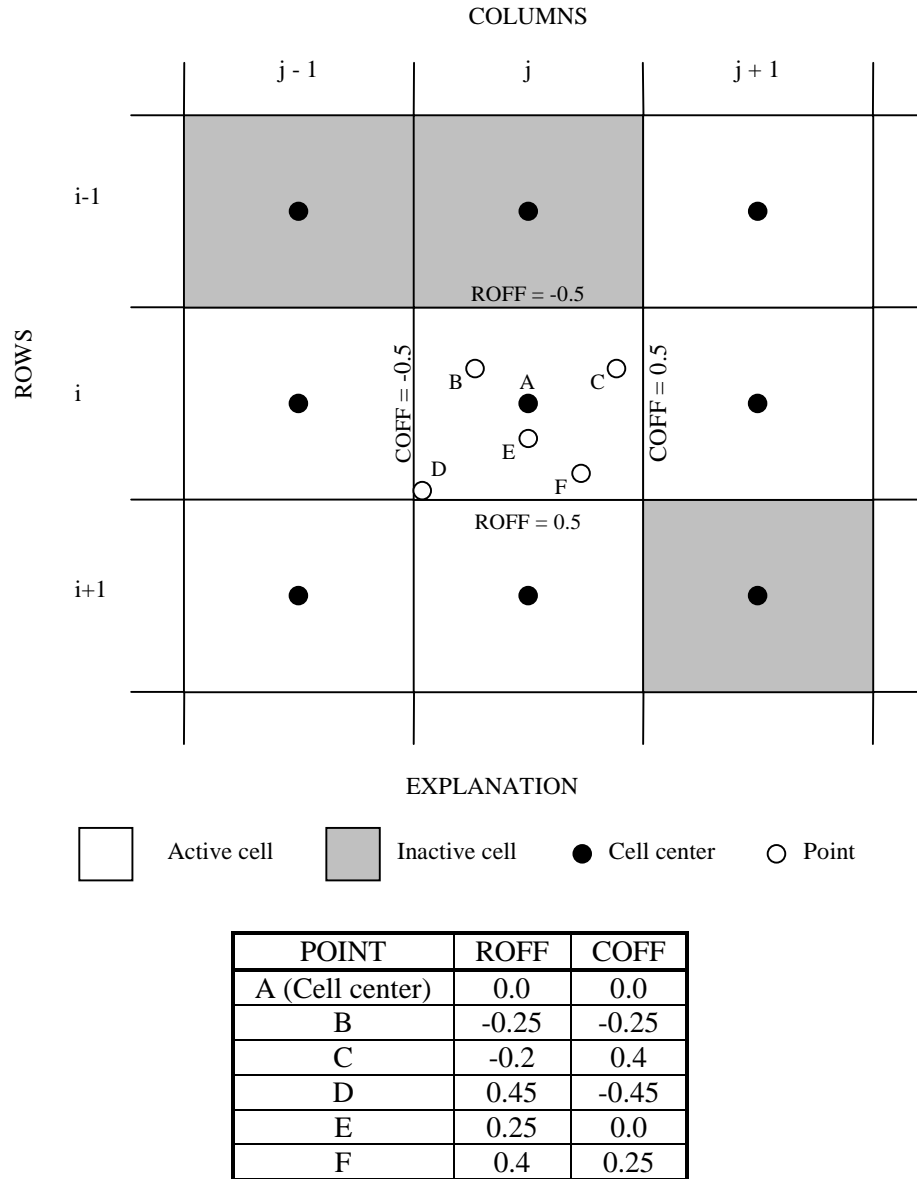 COLUMNS
j - 1 j j + 1
i-1
ROFF = -0.5
ROWS
i
COFF = -0.5
COFF = 0.5
B A C
E
D
F
ROFF = 0.5
i+1
EXPLANATION
Active cell Inactive cell Cell center Point
POINT ROFF COFF
A (Cell center) 0.0 0.0
B -0.25 -0.25
C -0.2 0.4
D 0.45 -0.45
E 0.25 0.0
F 0.4 0.25